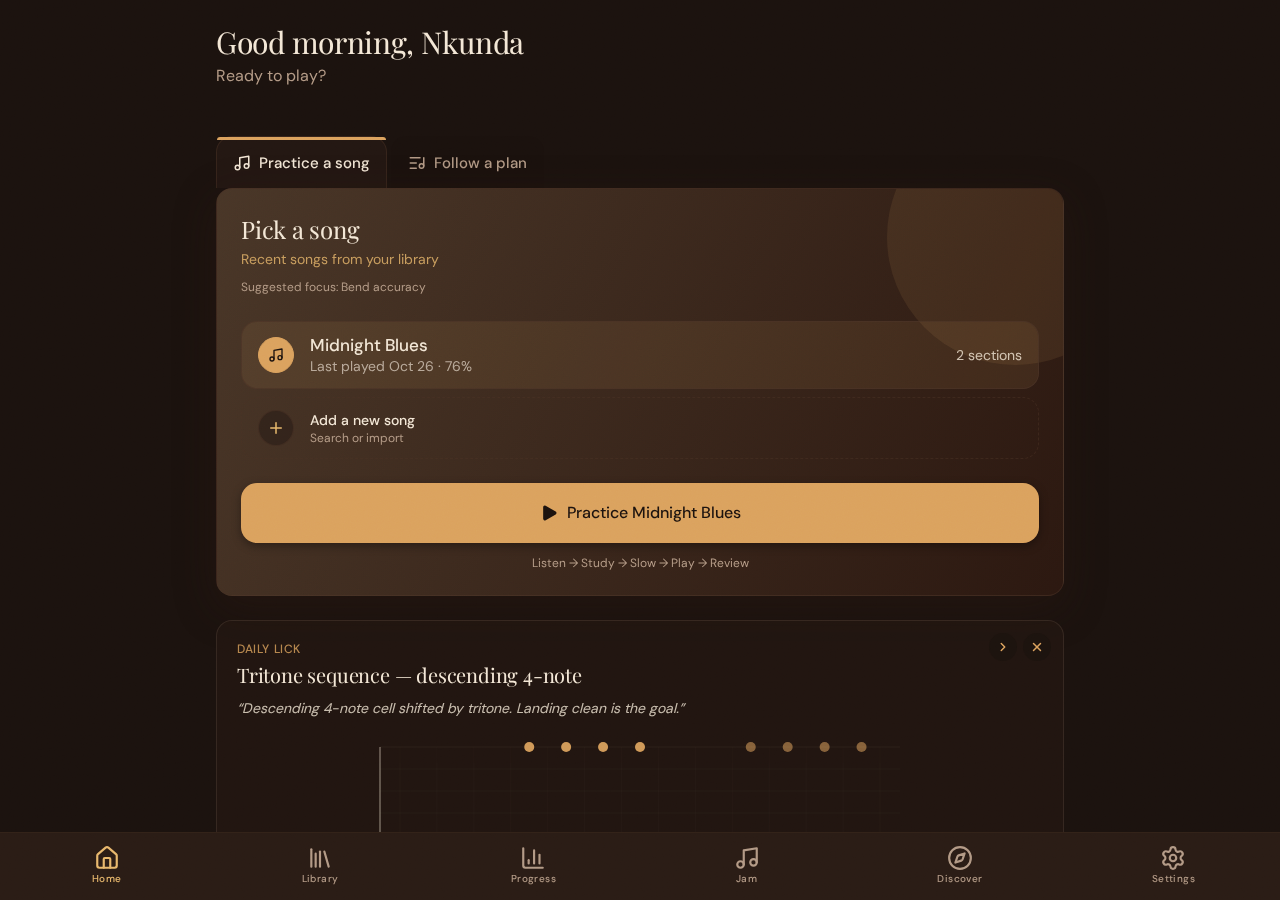 Good morning, Nkunda
Ready to play?
Practice a song
Follow a plan
Pick a song
Recent songs from your library
Suggested focus: Bend accuracy
Midnight Blues
Last played Oct 26 · 76%
2 sections
Add a new song
Search or import
Practice Midnight Blues
Listen → Study → Slow → Play → Review
DAILY LICK
Tritone sequence — descending 4-note
“Descending 4-note cell shifted by tritone. Landing clean is the goal.”
Home
Library
Progress
Jam
Discover
Settings